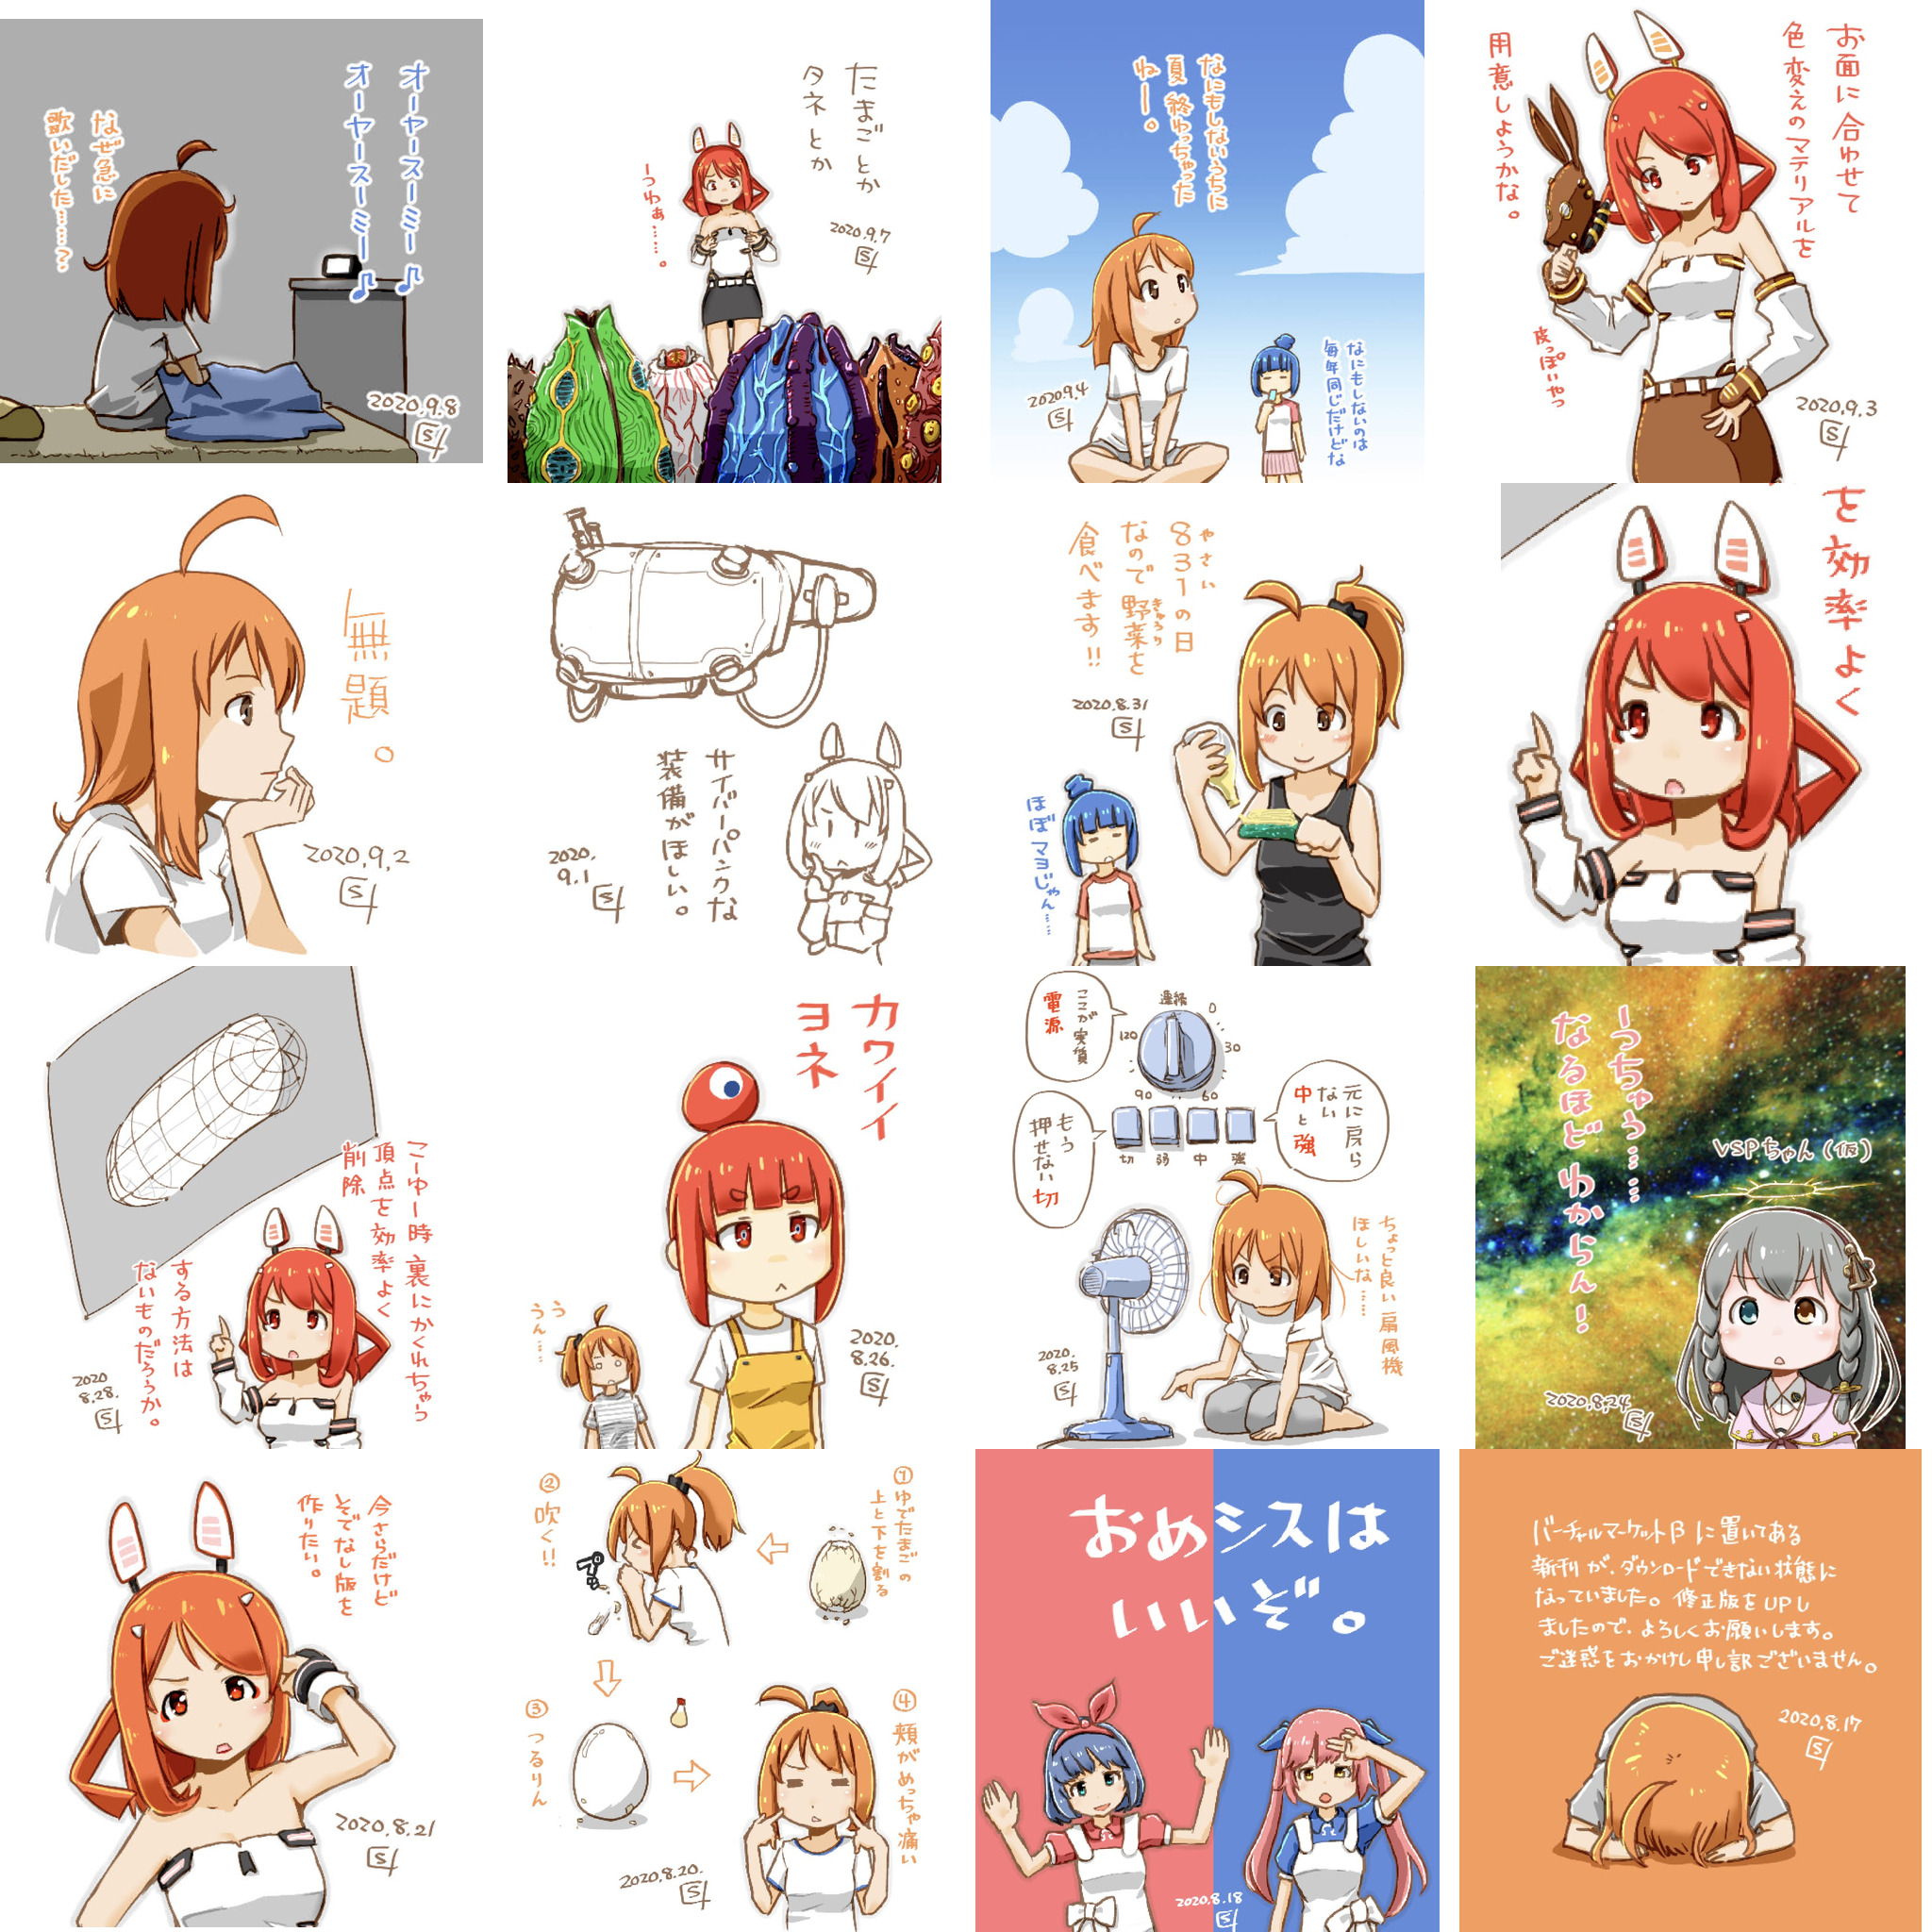 オーヤースーミー♪
オーヤースーミー♪
なぜ急に
歌いだした……?
2020.9.8
たまごとか
タネとか
うわぁ……。
2020.9.7
なにもしないうちに
夏終わっちゃった
ねー。
なにもしないのは
毎年同じだけどな
2020.9.4
お面に合わせて
色変えのマテリアルを
用意しようかな。
皮っぽいやつ
2020.9.3
無題。
2020.9.2
サイバーパンクな
装備がほしい。
2020.
9.1
やさい
831の日
なので野菜を
きゅうり
食べます!!
2020.8.31
ほぼマヨじゃん……
を効率よく
こーゆー時裏にかくれちゃう
頂点を効率よく
削除
する方法は
ないものだろうか。
2020
8.28.
カワイイ
ヨネ
うう
うん……
2020.
8.26.
ここが実質
電源
連続
0
30
60
90
120
元に戻ら
ない
中と強
もう
押せない
切
切
弱
中
強
ちょっと良い扇風機
ほしいな……
2020.
8.25
うちゅう……
なるほどわからん!
VSPちゃん(仮)
2020.8.24
今さらだけど
そでなし版を
作りたい。
2020.8.21
①ゆでたまごの
上と下を割る
②吹く!!
プッ
③つるりん
④頬がめっちゃ痛い
2020.8.20.
おめシスは
いいぞ。
2020.8.18
バーチャルマーケットβに置いてある
新刊が、ダウンロードできない状態に
なっていました。修正版をUPし
ましたので、よろしくお願いします。
ご迷惑をおかけし申し訳ございません。
2020.8.17